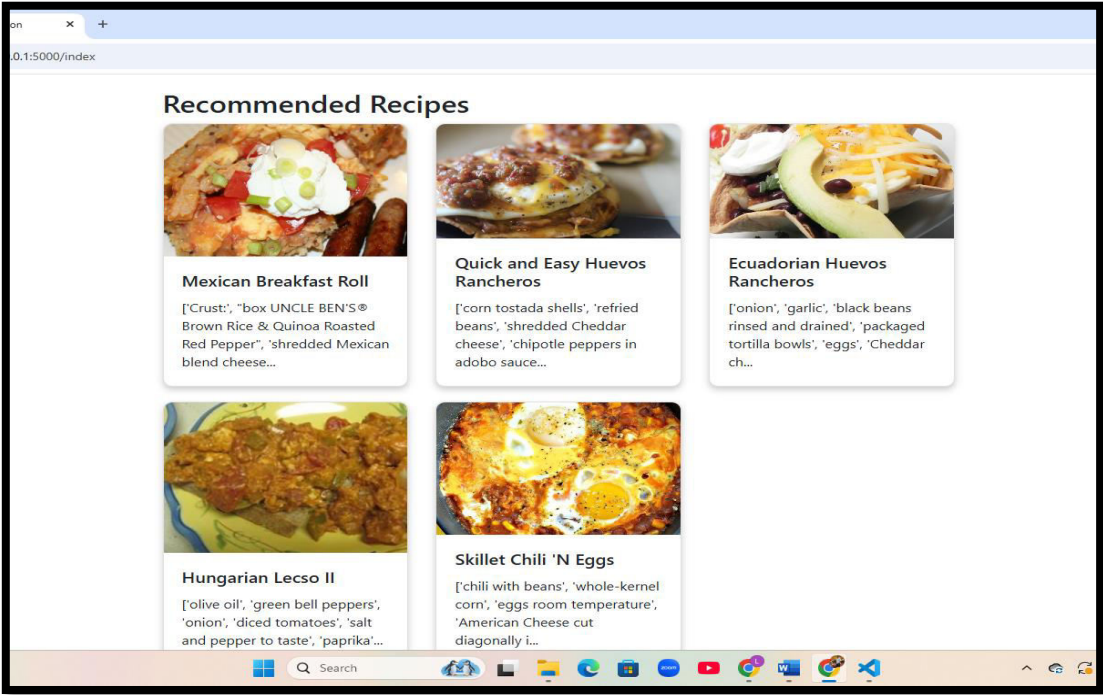 on
.0.1:5000/index
Recommended Recipes
Mexican Breakfast Roll
['Crust:', "box UNCLE BEN'S®
Brown Rice & Quinoa Roasted
Red Pepper", 'shredded Mexican
blend cheese...
Quick and Easy Huevos
Rancheros
['corn tostada shells', 'refried
beans', 'shredded Cheddar
cheese', 'chipotle peppers in
adobo sauce...
Ecuadorian Huevos
Rancheros
['onion', 'garlic', 'black beans
rinsed and drained', 'packaged
tortilla bowls', 'eggs', 'Cheddar
ch...
Hungarian Lecso II
['olive oil', 'green bell peppers',
'onion', 'diced tomatoes', 'salt
and pepper to taste', 'paprika'...
Skillet Chili 'N Eggs
['chili with beans', 'whole-kernel
corn', 'eggs room temperature',
'American Cheese cut
diagonally i...
Search
zoom
L
W